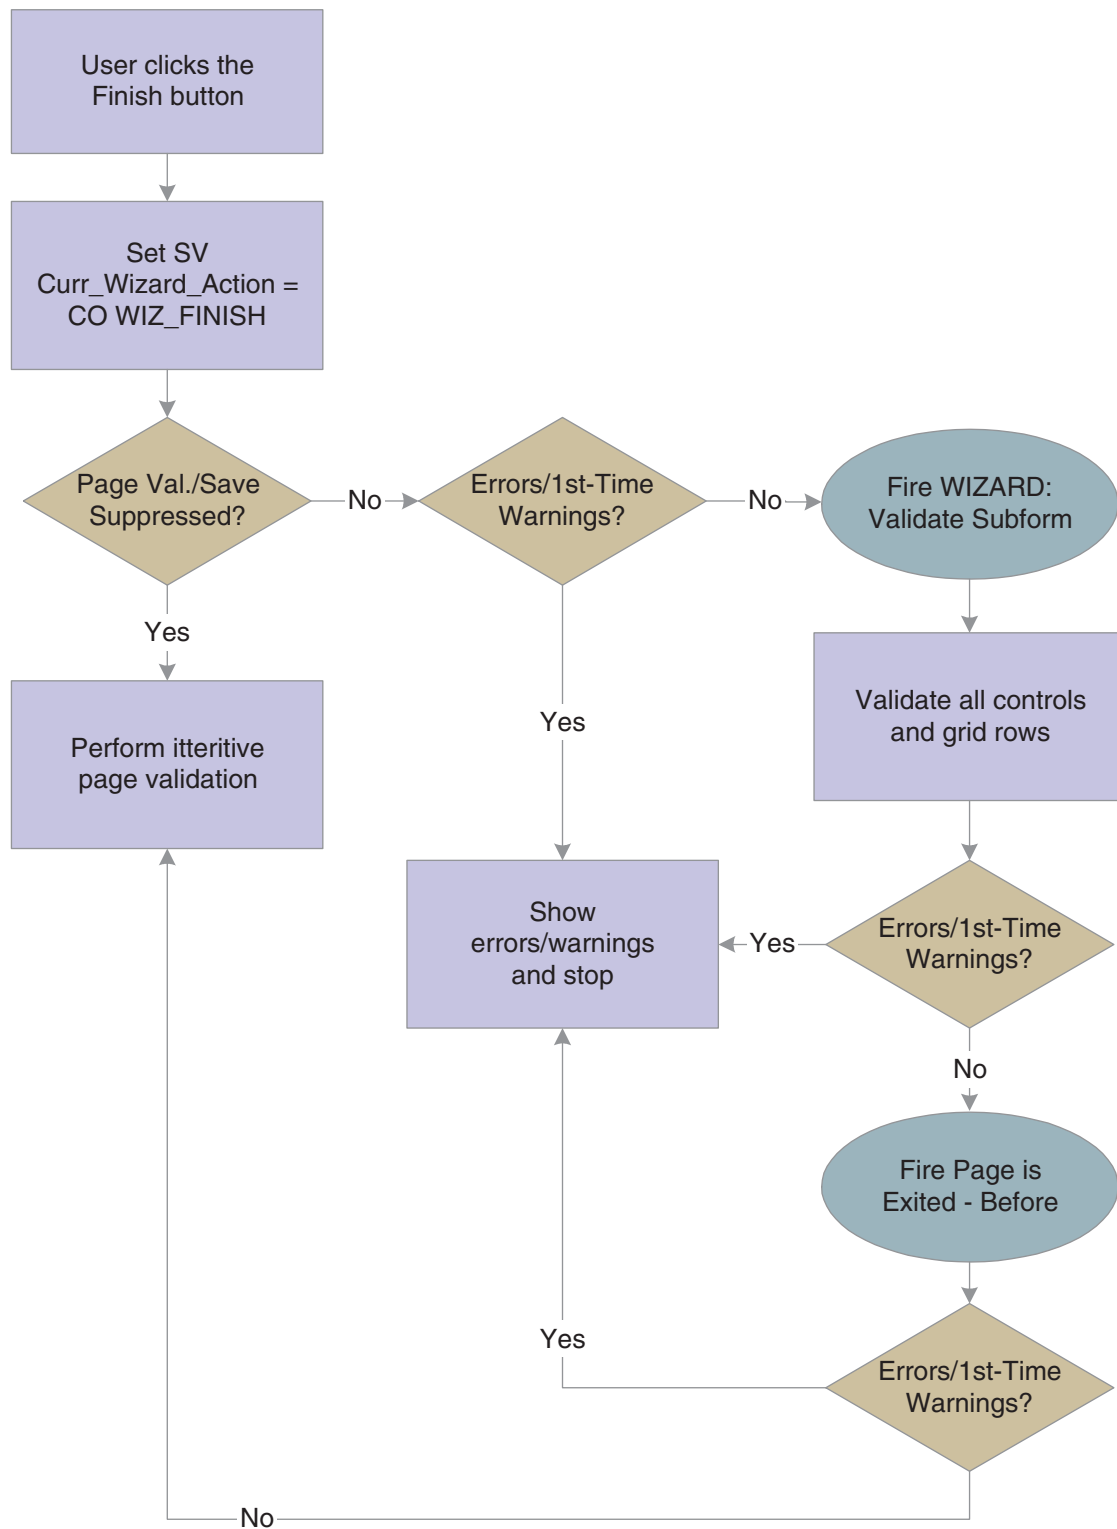 User clicks the
Finish button
Set SV
Curr_Wizard_Action =
CO WIZ_FINISH
Page Val./Save
Suppressed?
No
Errors/1st-Time
Warnings?
No
Fire WIZARD:
Validate Subform
Yes
Perform itteritive
page validation
Yes
Validate all controls
and grid rows
Show
errors/warnings
and stop
Yes
Errors/1st-Time
Warnings?
No
Fire Page is
Exited - Before
Yes
Errors/1st-Time
Warnings?
No